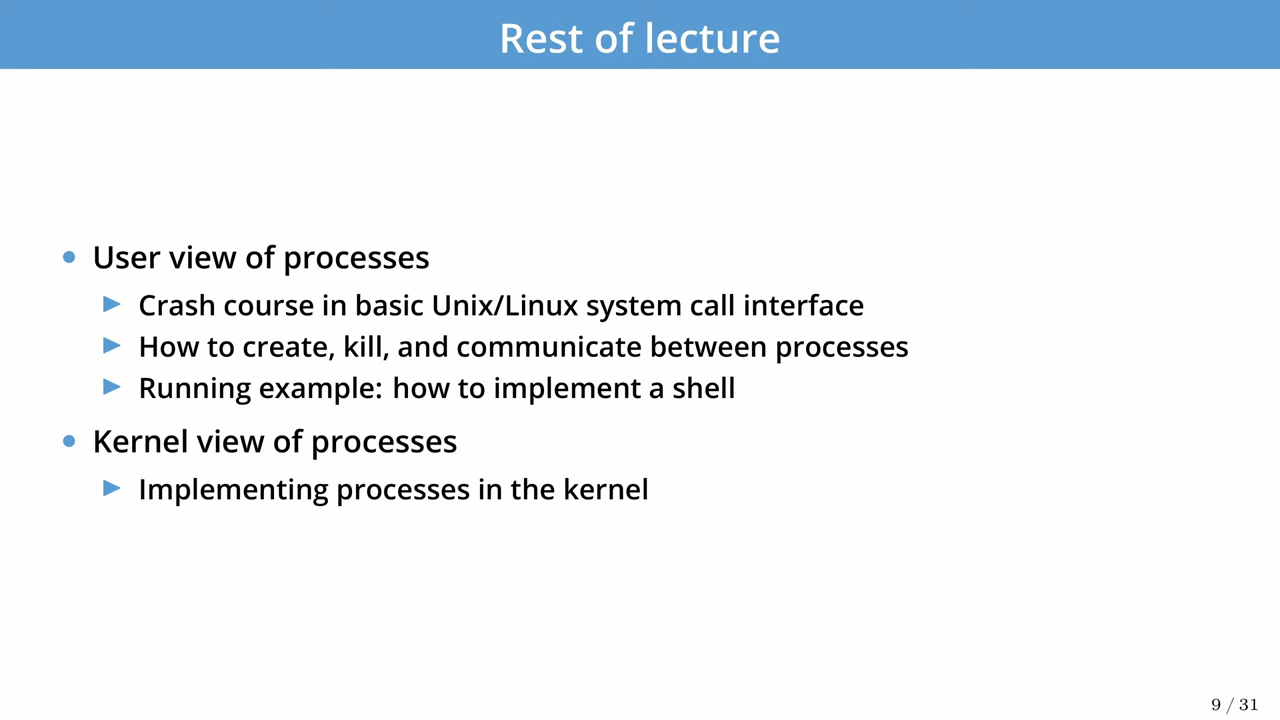 Rest of lecture
• User view of processes
▶ Crash course in basic Unix/Linux system call interface
▶ How to create, kill, and communicate between processes
▶ Running example: how to implement a shell
• Kernel view of processes
▶ Implementing processes in the kernel
9 / 31